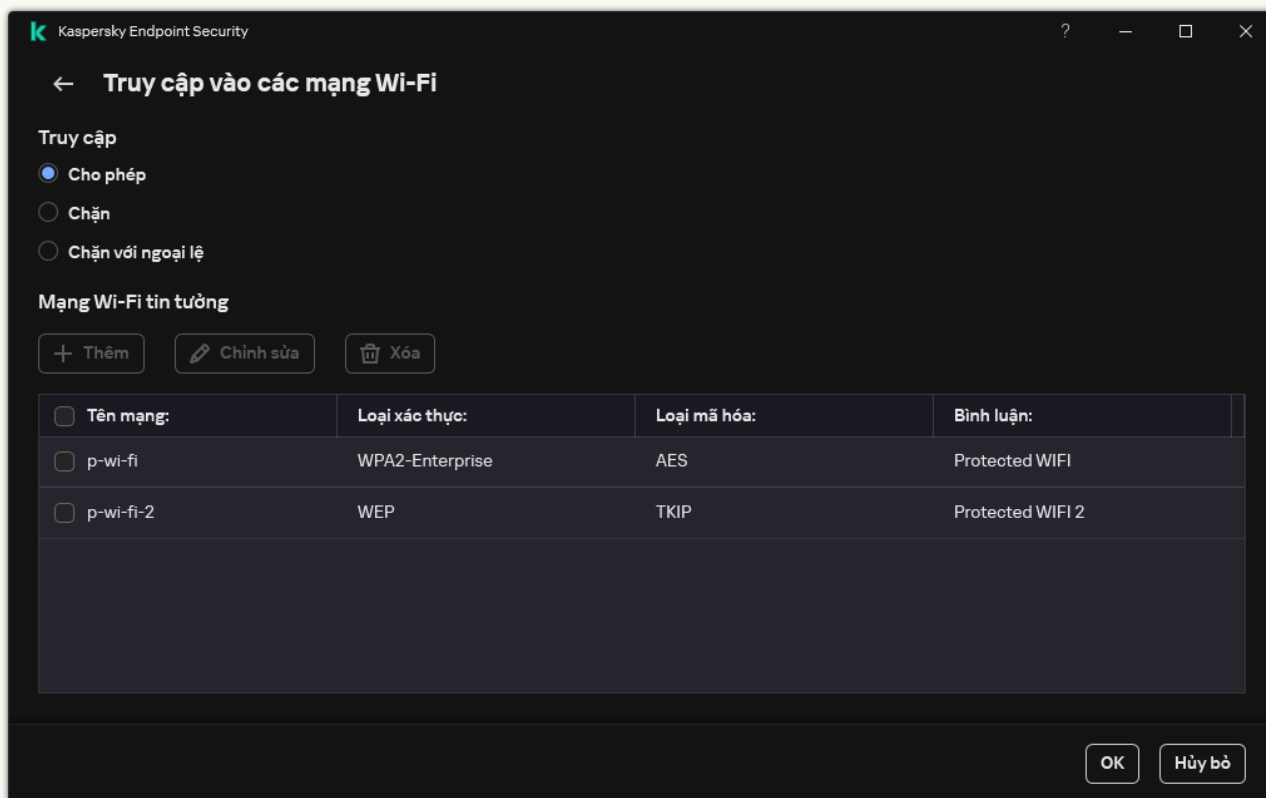 Kaspersky Endpoint Security ?
Truy cập vào các mạng Wi-Fi
Truy cập
Cho phép
Chặn
Chặn với ngoại lệ
Mạng Wi-Fi tin tưởng
Thêm Chỉnh sửa Xóa
Tên mạng: Loại xác thực: Loại mã hóa: Bình luận:
p-wi-fi WPA2-Enterprise AES Protected WIFI
p-wi-fi-2 WEP TKIP Protected WIFI 2
OK Hủy bỏ